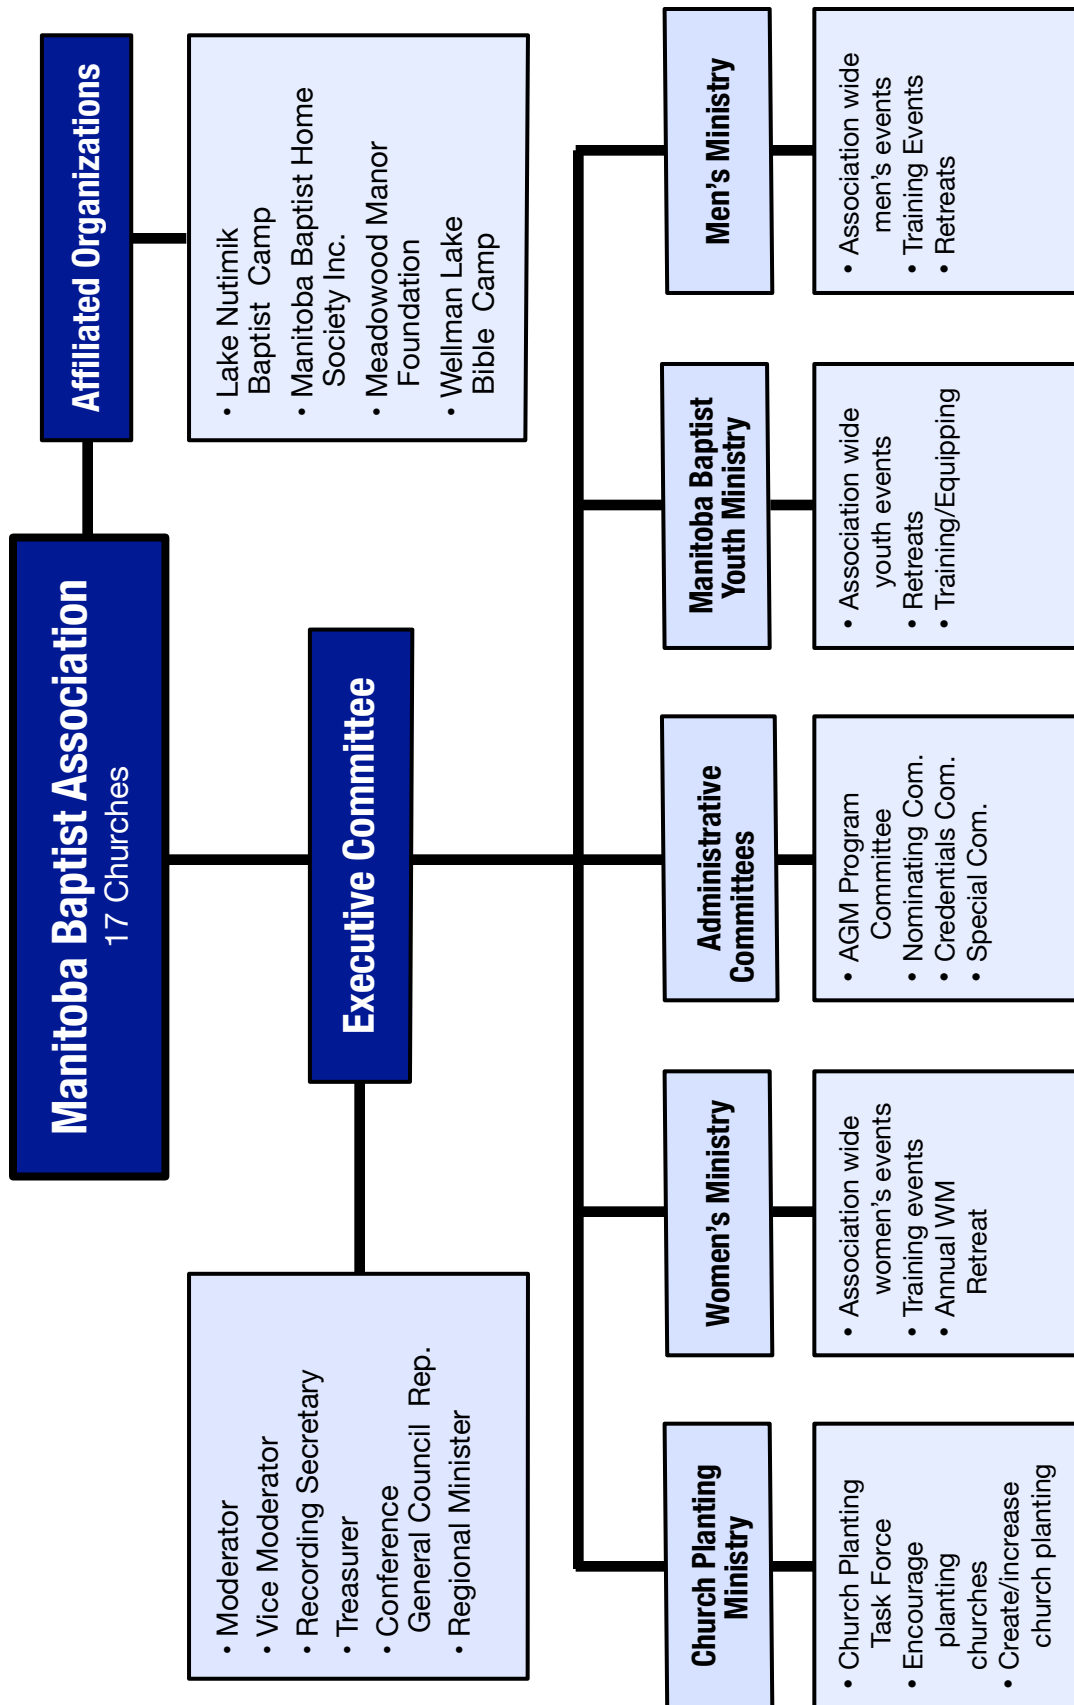 Manitoba Baptist Association
17 Churches
Affiliated Organizations
• Lake Nutimik
Baptist Camp
• Manitoba Baptist Home
Society Inc.
• Meadowood Manor
Foundation
• Wellman Lake
Bible Camp
Executive Committee
• Moderator
• Vice Moderator
• Recording Secretary
• Treasurer
• Conference
General Council Rep.
• Regional Minister
Church Planting
Ministry
• Church Planting
Task Force
• Encourage
planting
churches
• Create/increase
church planting
Women's Ministry
• Association wide
women's events
• Training events
• Annual WM
Retreat
Administrative
Committees
• AGM Program
Committee
• Nominating Com.
• Credentials Com.
• Special Com.
Manitoba Baptist
Youth Ministry
• Association wide
youth events
• Retreats
• Training/Equipping
Men's Ministry
• Association wide
men's events
• Training Events
• Retreats